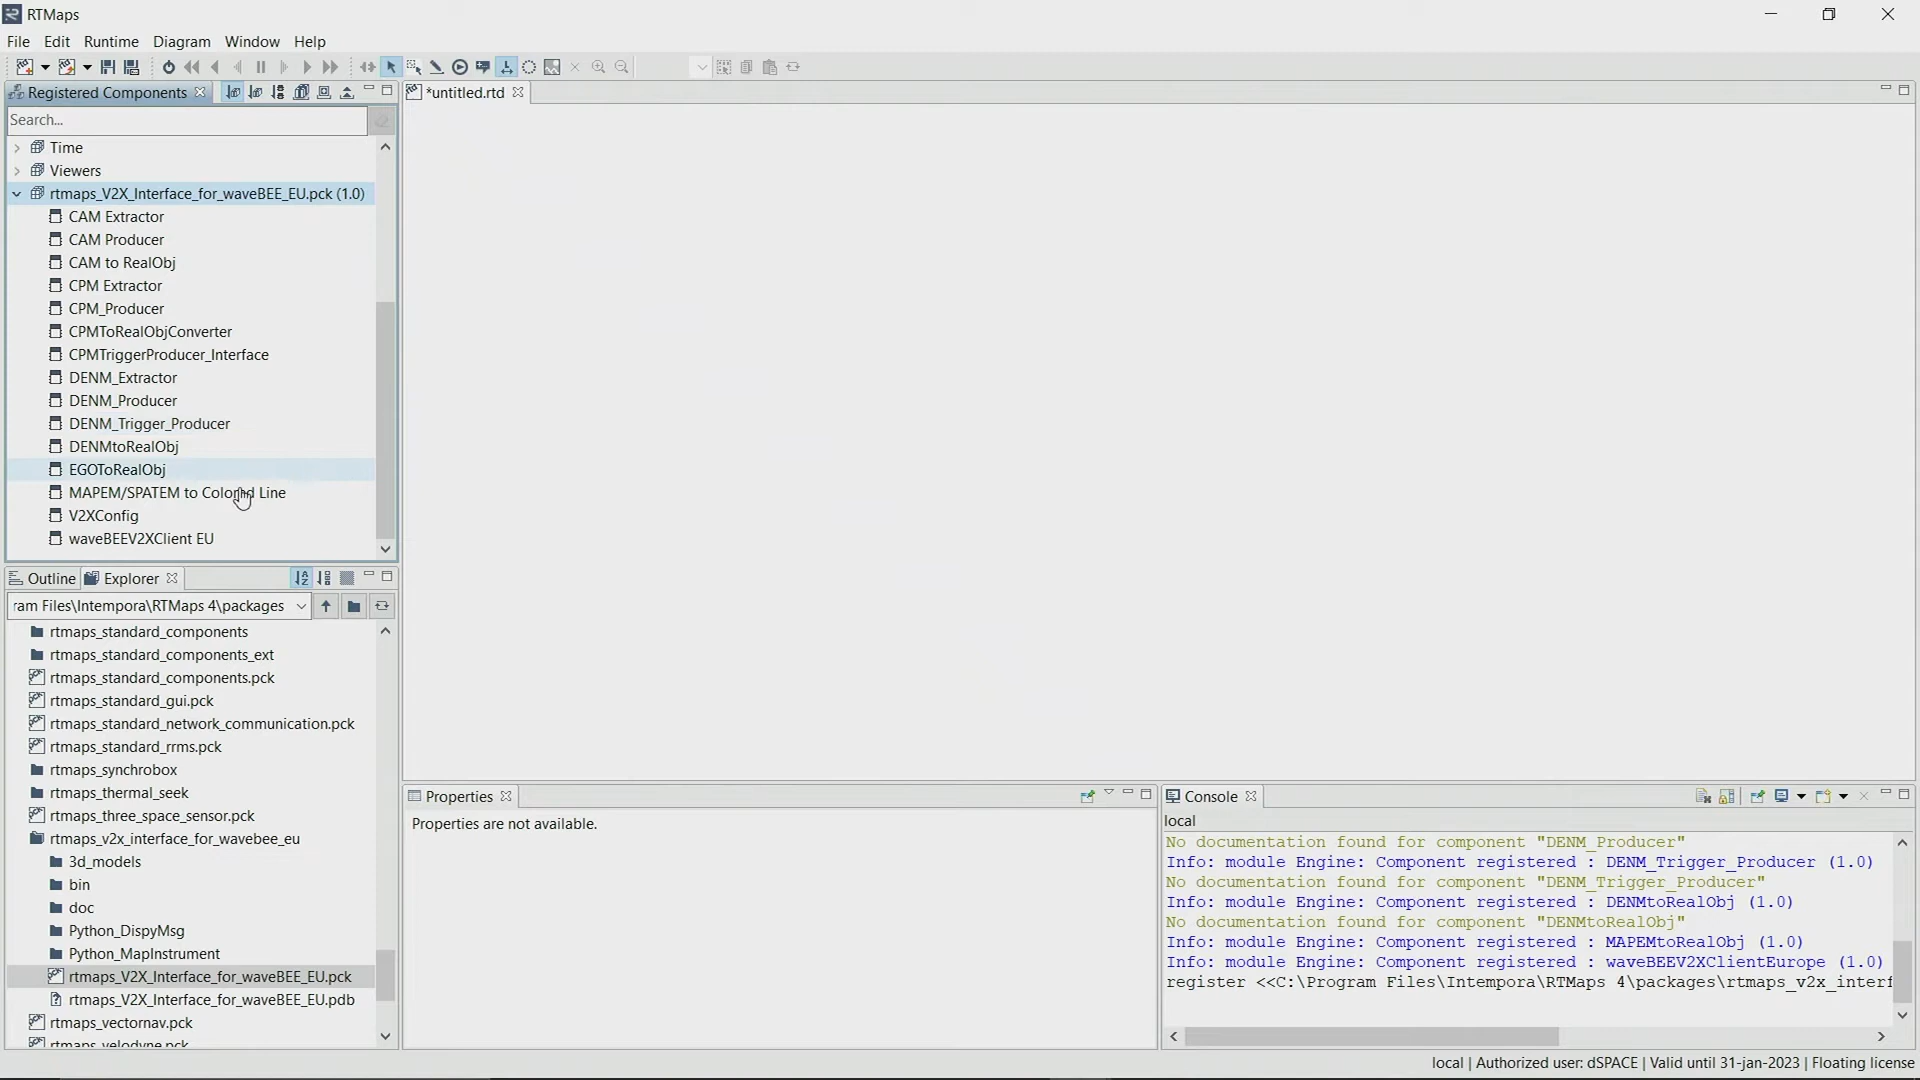 RTMaps
File Edit Runtime Diagram Window Help
Registered Components
*untitled.rtd
Search...
Time
Viewers
rtmaps_V2X_Interface_for_waveBEE_EU.pck (1.0)
CAM Extractor
CAM Producer
CAM to RealObj
CPM Extractor
CPM_Producer
CPMToRealObjConverter
CPMTriggerProducer_Interface
DENM_Extractor
DENM_Producer
DENM_Trigger_Producer
DENMtoRealObj
EGOToRealObj
MAPEM/SPATEM to Colored Line
V2XConfig
waveBEEV2XClient EU
Outline Explorer
ram Files\Intempora\RTMaps 4\packages
rtmaps_standard_components
rtmaps_standard_components_ext
rtmaps_standard_components.pck
rtmaps_standard_gui.pck
rtmaps_standard_network_communication.pck
rtmaps_standard_rrms.pck
rtmaps_synchrobox
rtmaps_thermal_seek
rtmaps_three_space_sensor.pck
rtmaps_v2x_interface_for_wavebee_eu
3d_models
bin
doc
Python_DispyMsg
Python_MapInstrument
rtmaps_V2X_Interface_for_waveBEE_EU.pck
rtmaps_V2X_Interface_for_waveBEE_EU.pdb
rtmaps_vectornav.pck
rtmaps_velodyne.pck
Properties
Properties are not available.
Console
local
No documentation found for component "DENM_Producer"
Info: module Engine: Component registered : DENM_Trigger_Producer (1.0)
No documentation found for component "DENM_Trigger_Producer"
Info: module Engine: Component registered : DENMtoRealObj (1.0)
No documentation found for component "DENMtoRealObj"
Info: module Engine: Component registered : MAPEMtoRealObj (1.0)
Info: module Engine: Component registered : waveBEEV2XClientEurope (1.0)
register <<C:\Program Files\Intempora\RTMaps 4\packages\rtmaps_v2x_interf
local | Authorized user: dSPACE | Valid until 31-jan-2023 | Floating license